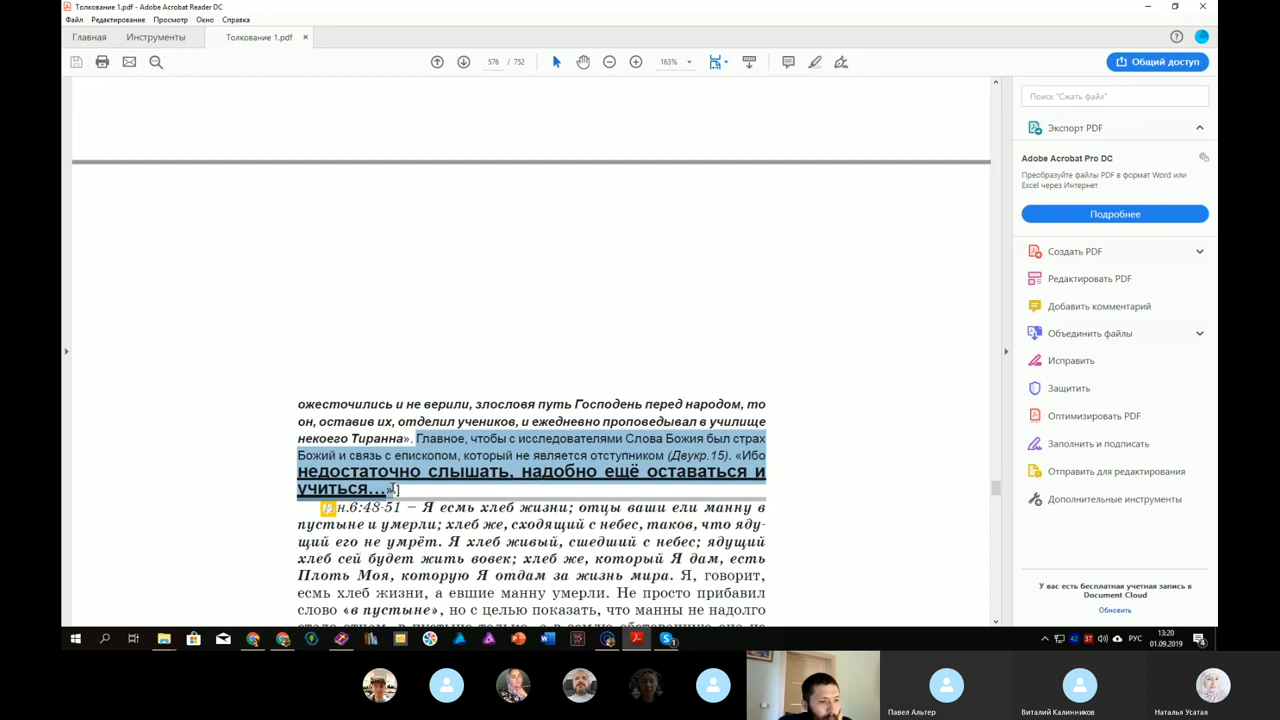 Толкование 1.pdf - Adobe Acrobat Reader DC
Файл Редактирование Просмотр Окно Справка
Главная Инструменты Толкование 1.pdf ×
576 / 752 163%
Общий доступ
ожесточились и не верили, злословя путь Господень перед народом, то
он, оставив их, отделил учеников, и ежедневно проповедывал в училище
некоего Тиранна». Главное, чтобы с исследователями Слова Божия был страх
Божий и связь с епископом, который не является отступником (Двукр.15). «Ибо
недостаточно слышать, надобно ещё оставаться и
учиться…».]
Ин.6:48-51 – Я есмь хлеб жизни; отцы ваши ели манну в
пустыне и умерли; хлеб же, сходящий с небес, таков, что яду-
щий его не умрёт. Я хлеб живый, сшедший с небес; ядущий
хлеб сей будет жить вовек; хлеб же, который Я дам, есть
Плоть Моя, которую Я отдам за жизнь мира. Я, говорит,
есмь хлеб жизни, а евшие манну умерли. Не просто прибавил
слово «в пустыне», но с целью показать, что манны не надолго
Поиск "Сжать файл"
Экспорт PDF
Adobe Acrobat Pro DC
Преобразуйте файлы PDF в формат Word или
Excel через Интернет
Подробнее
Создать PDF
Редактировать PDF
Добавить комментарий
Объединить файлы
Исправить
Защитить
Оптимизировать PDF
Заполнить и подписать
Отправить для редактирования
Дополнительные инструменты
У вас есть бесплатная учетная запись в
Document Cloud
Обновить
42 37 РУС 13:20
01.09.2019
Павел Альтер Виталий Калинников Наталья Усатая